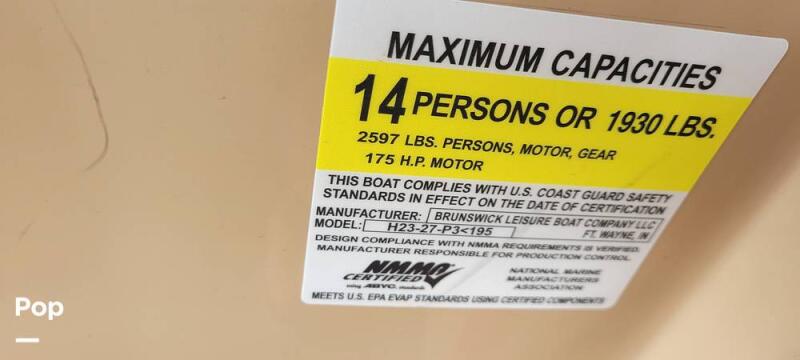 MAXIMUM CAPACITIES
14 PERSONS OR 1930 LBS.
2597 LBS. PERSONS, MOTOR, GEAR
175 H.P. MOTOR
THIS BOAT COMPLIES WITH U.S. COAST GUARD SAFETY
STANDARDS IN EFFECT ON THE DATE OF CERTIFICATION
MANUFACTURER: BRUNSWICK LEISURE BOAT COMPANY LLC
MODEL: H23-27-P3<195 FT. WAYNE, IN
DESIGN COMPLIANCE WITH NMMA REQUIREMENTS IS VERIFIED.
MANUFACTURER RESPONSIBLE FOR PRODUCTION CONTROL.
NMMA
CERTIFIED
using ABYC. standards
NATIONAL MARINE
MANUFACTURERS
ASSOCIATION
MEETS U.S. EPA EVAP STANDARDS USING CERTIFIED COMPONENTS
Pop